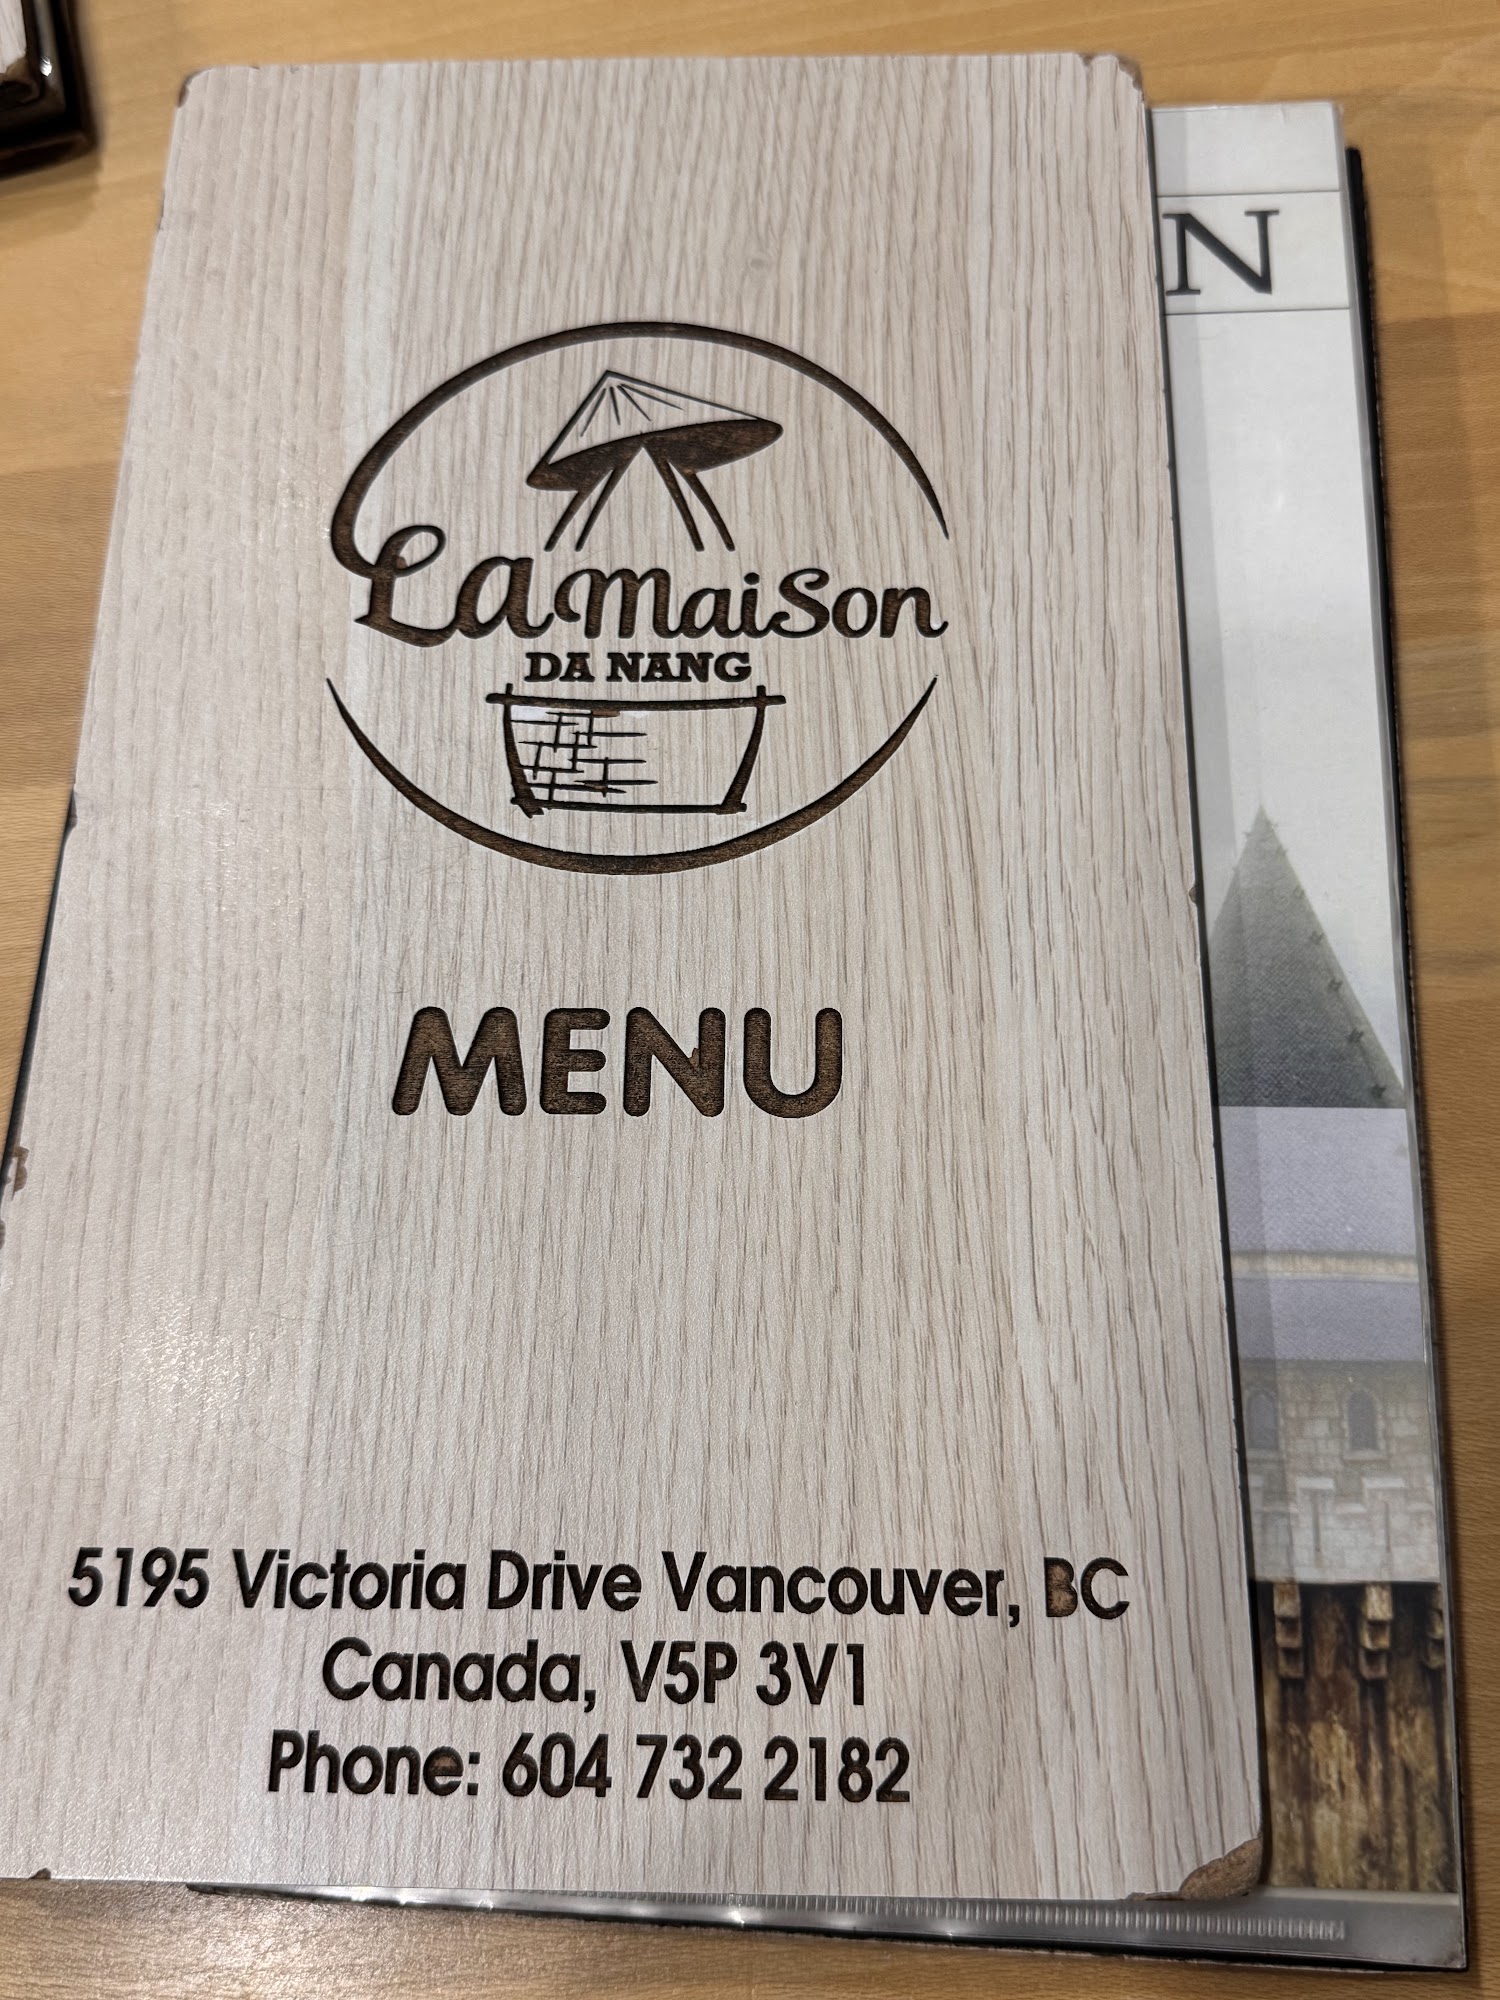 La maison
DA NANG
MENU
5195 Victoria Drive Vancouver, BC
Canada, V5P 3V1
Phone: 604 732 2182
N